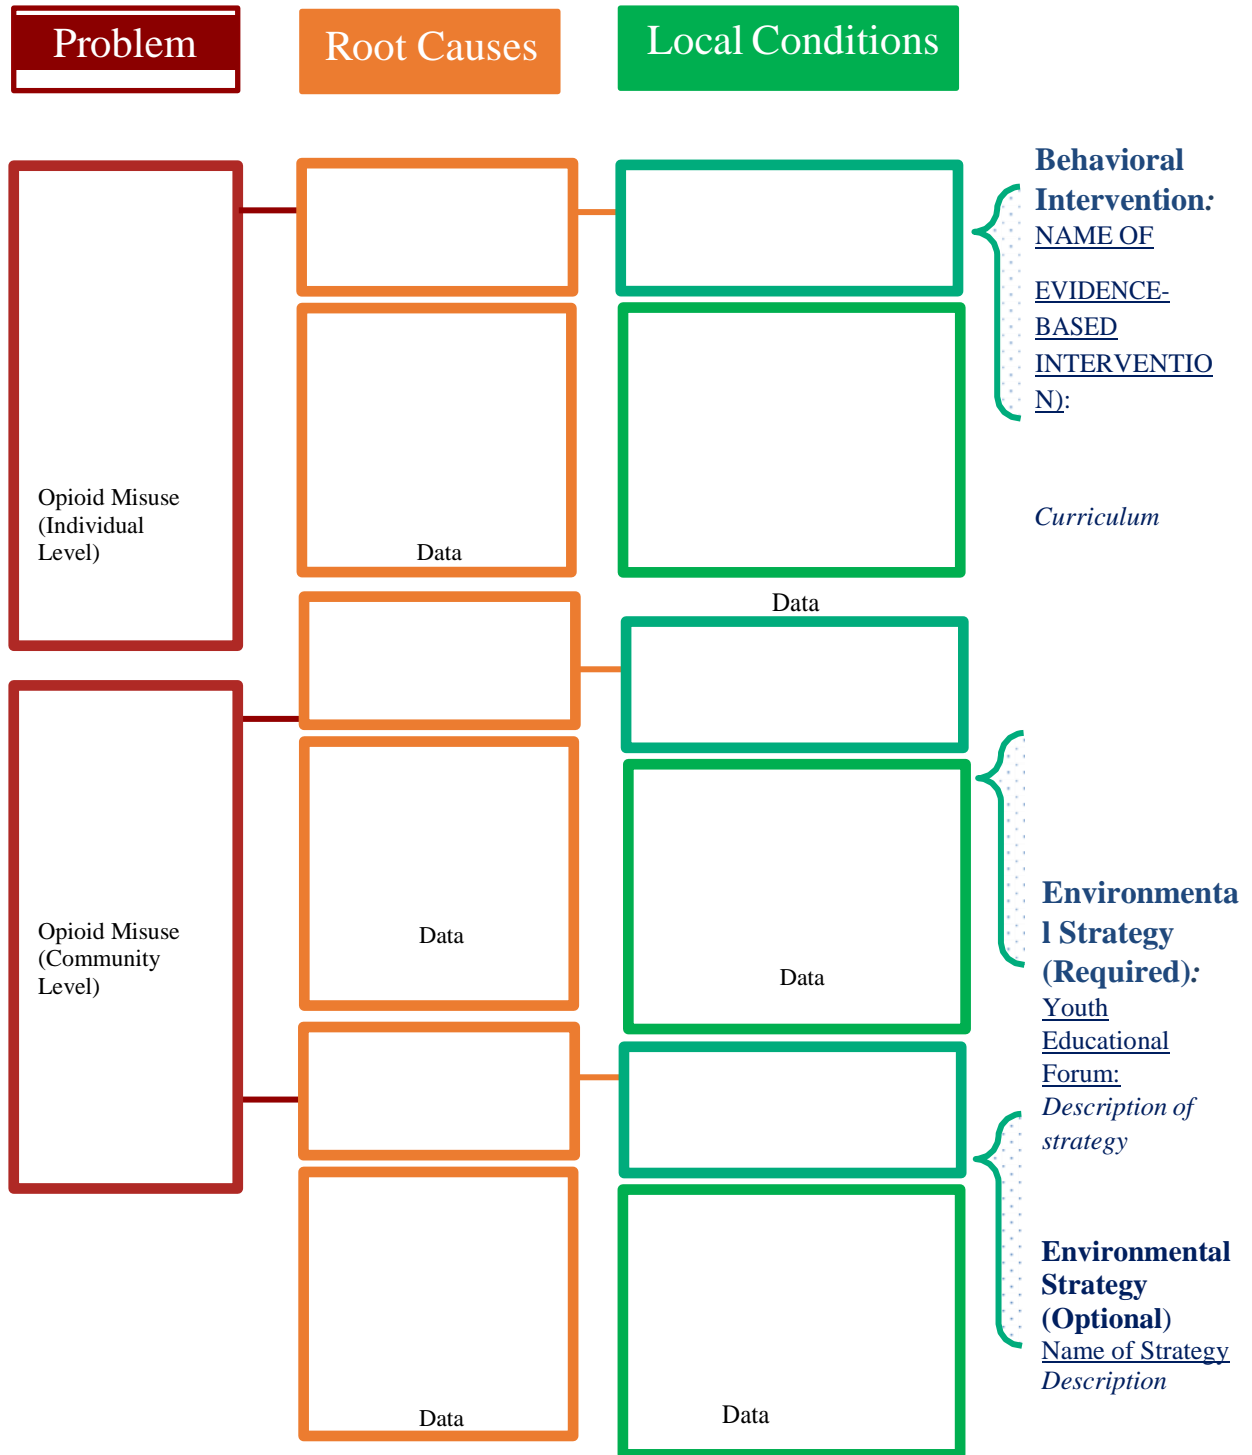 Problem
Root Causes
Local Conditions
Behavioral
Intervention:
NAME OF
EVIDENCE-
BASED
INTERVENTIO
N):
Curriculum
Opioid Misuse
(Individual
Level)
Data
Data
Opioid Misuse
(Community
Level)
Data
Data
Environmenta
l Strategy
(Required):
Youth
Educational
Forum:
Description of
strategy
Environmental
Strategy
(Optional)
Name of Strategy
Description
Data
Data